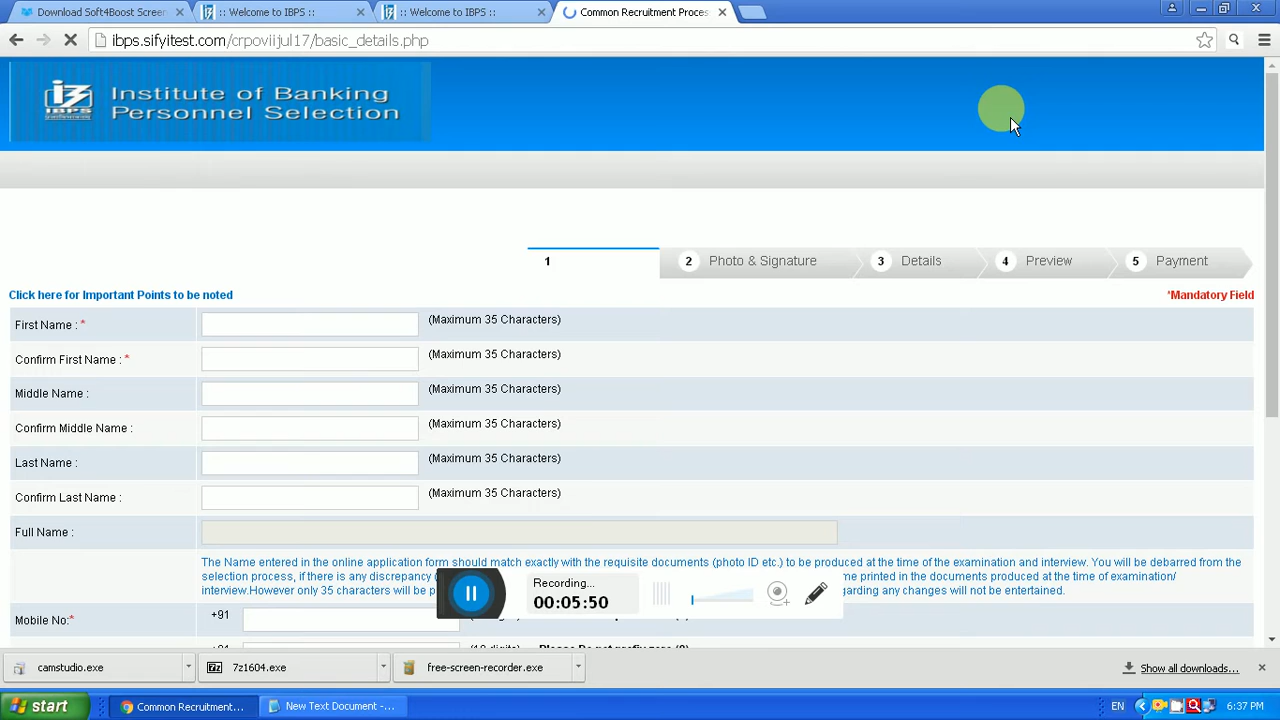 Download Soft4Boost Screen
:: Welcome to IBPS ::
:: Welcome to IBPS ::
Common Recruitment Proces
ibps.sifyitest.com/crpoviijul17/basic_details.php
IBPS
Institute of Banking
Personnel Selection
1
2 Photo & Signature
3 Details
4 Preview
5 Payment
Click here for Important Points to be noted
*Mandatory Field
First Name : *
(Maximum 35 Characters)
Confirm First Name : *
(Maximum 35 Characters)
Middle Name :
(Maximum 35 Characters)
Confirm Middle Name :
(Maximum 35 Characters)
Last Name :
(Maximum 35 Characters)
Confirm Last Name :
(Maximum 35 Characters)
Full Name :
The Name entered in the online application form should match exactly with the requisite documents (photo ID etc.) to be produced at the time of the examination and interview. You will be debarred from the
selection process, if there is any discrepancy me printed in the documents produced at the time of examination/
interview.However only 35 characters will be p regarding any changes will not be entertained.
Recording...
00:05:50
Mobile No:*
+91
camstudio.exe
7z1604.exe
free-screen-recorder.exe
Show all downloads...
start
Common Recruitment...
New Text Document -...
EN
6:37 PM